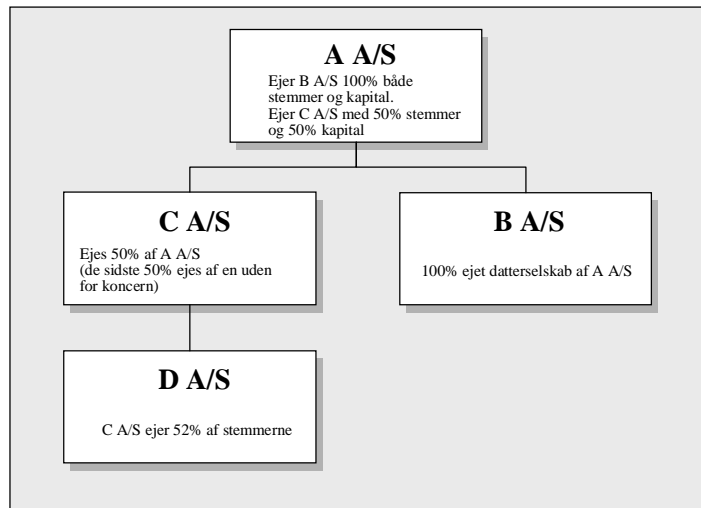 A A/S
Ejer B A/S 100% både
stemmer og kapital.
Ejer C A/S med 50% stemmer
og 50% kapital
C A/S
Ejes 50% af A A/S
(de sidste 50% ejes af en uden
for koncern)
B A/S
100% ejet datterselskab af A A/S
D A/S
C A/S ejer 52% af stemmerne